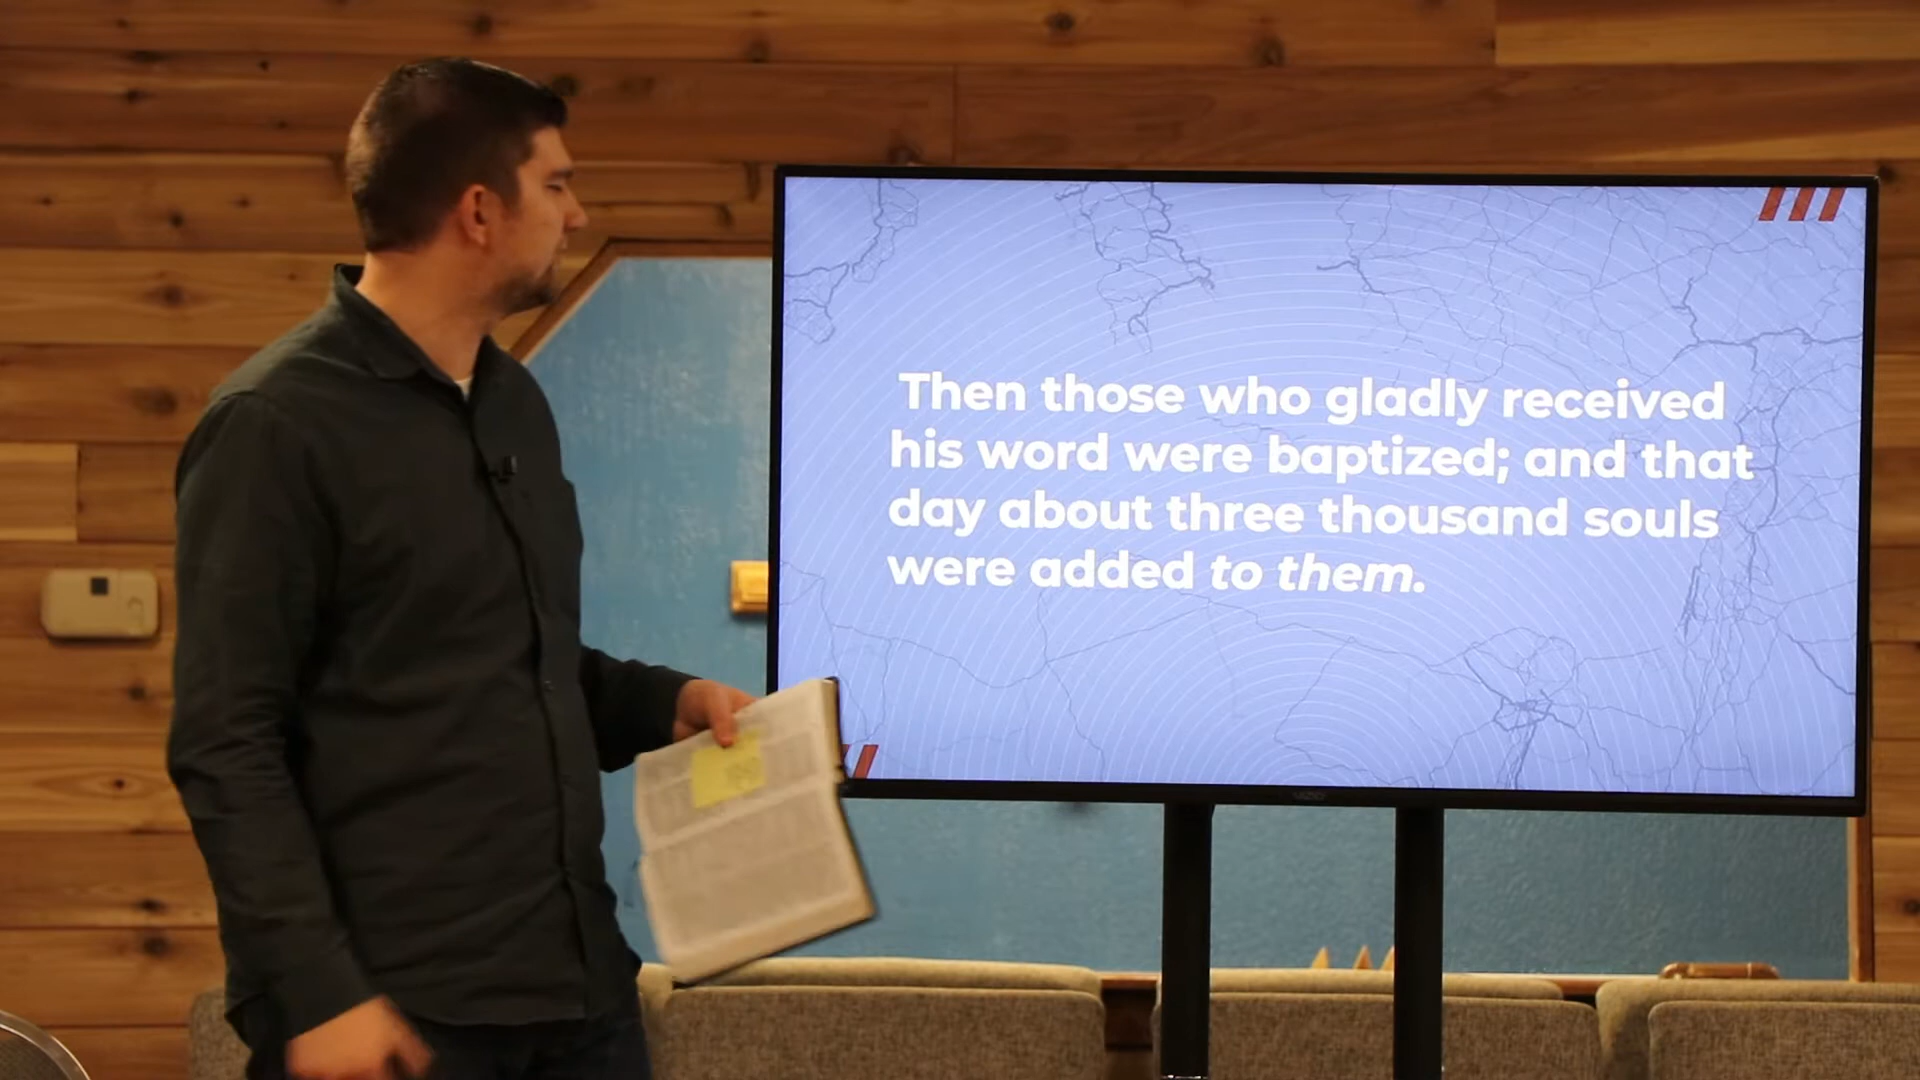 Then those who gladly received
his word were baptized; and that
day about three thousand souls
were added to them.